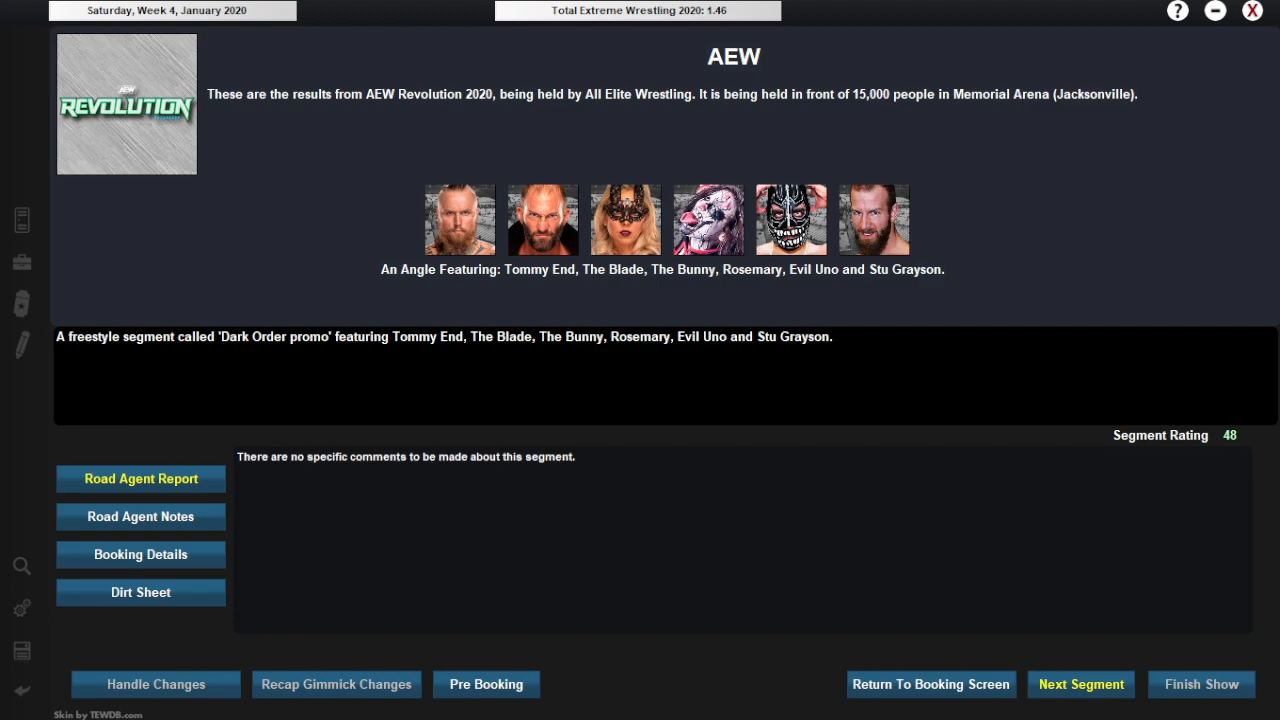 Saturday, Week 4, January 2020
Total Extreme Wrestling 2020: 1.46
?
X
AEW
AEW
REVOLUTION
These are the results from AEW Revolution 2020, being held by All Elite Wrestling. It is being held in front of 15,000 people in Memorial Arena (Jacksonville).
An Angle Featuring: Tommy End, The Blade, The Bunny, Rosemary, Evil Uno and Stu Grayson.
A freestyle segment called 'Dark Order promo' featuring Tommy End, The Blade, The Bunny, Rosemary, Evil Uno and Stu Grayson.
Segment Rating 48
There are no specific comments to be made about this segment.
Road Agent Report
Road Agent Notes
Booking Details
Dirt Sheet
Handle Changes
Recap Gimmick Changes
Pre Booking
Return To Booking Screen
Next Segment
Finish Show
Skin by TEWDB.com